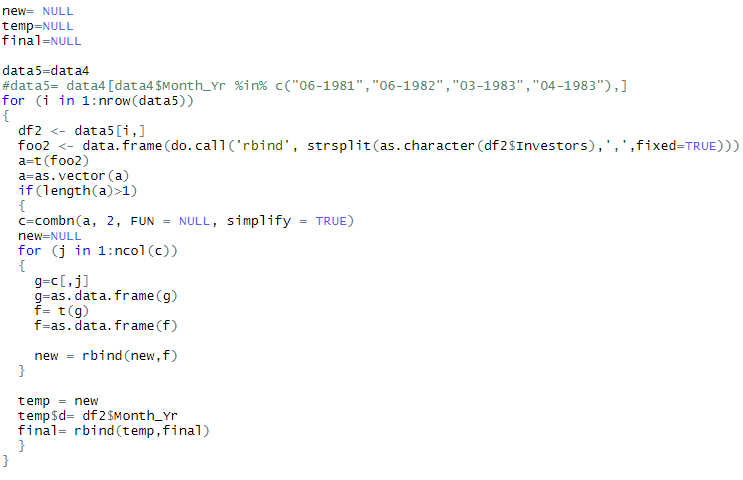 new= NULL
temp=NULL
final=NULL
data5=data4
#data5= data4[data4$Month_Yr %in% c("06-1981","06-1982","03-1983","04-1983"),]
for (i in 1:nrow(data5))
{
df2 <- data5[i,]
foo2 <- data.frame(do.call('rbind', strsplit(as.character(df2$Investors),',',fixed=TRUE)))
a=t(foo2)
a=as.vector(a)
if(length(a)>1)
{
c=combn(a, 2, FUN = NULL, simplify = TRUE)
new=NULL
for (j in 1:ncol(c))
{
g=c[,j]
g=as.data.frame(g)
f= t(g)
f=as.data.frame(f)
new = rbind(new,f)
}
temp = new
temp$d= df2$Month_Yr
final= rbind(temp,final)
}
}